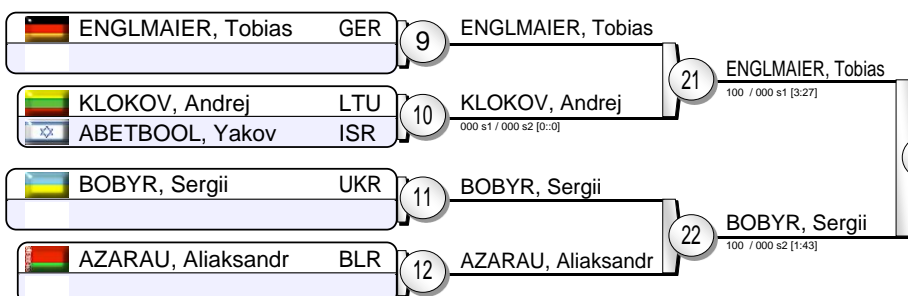 ENGLMAIER, Tobias GER 9 ENGLMAIER, Tobias
21 ENGLMAIER, Tobias
100 / 000 s1 [3:27]
KLOKOV, Andrej LTU 10 KLOKOV, Andrej
ABETBOOL, Yakov ISR 000 s1 / 000 s2 [0::0]
BOBYR, Sergii UKR 11 BOBYR, Sergii
22 BOBYR, Sergii
100 / 000 s2 [1:43]
AZARAU, Aliaksandr BLR 12 AZARAU, Aliaksandr